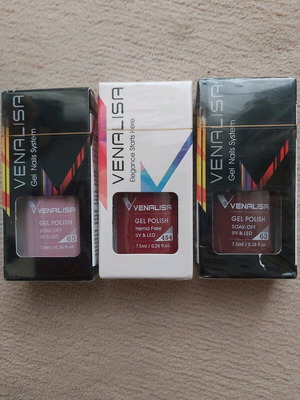 VENALISA
Gel Nails System
VENALISA
GEL POLISH
SOAK-OFF
UV & LED
7.5ml / 0.26 fl.oz
VENALISA
Elegance Starts Here
VENALISA
GEL POLISH
Hema Free
UV & LED
7.5ml / 0.26 fl.oz
VENALISA
Gel Nails System
VENALISA
GEL POLISH
SOAK-OFF
UV & LED
7.5ml / 0.26 fl.oz
63